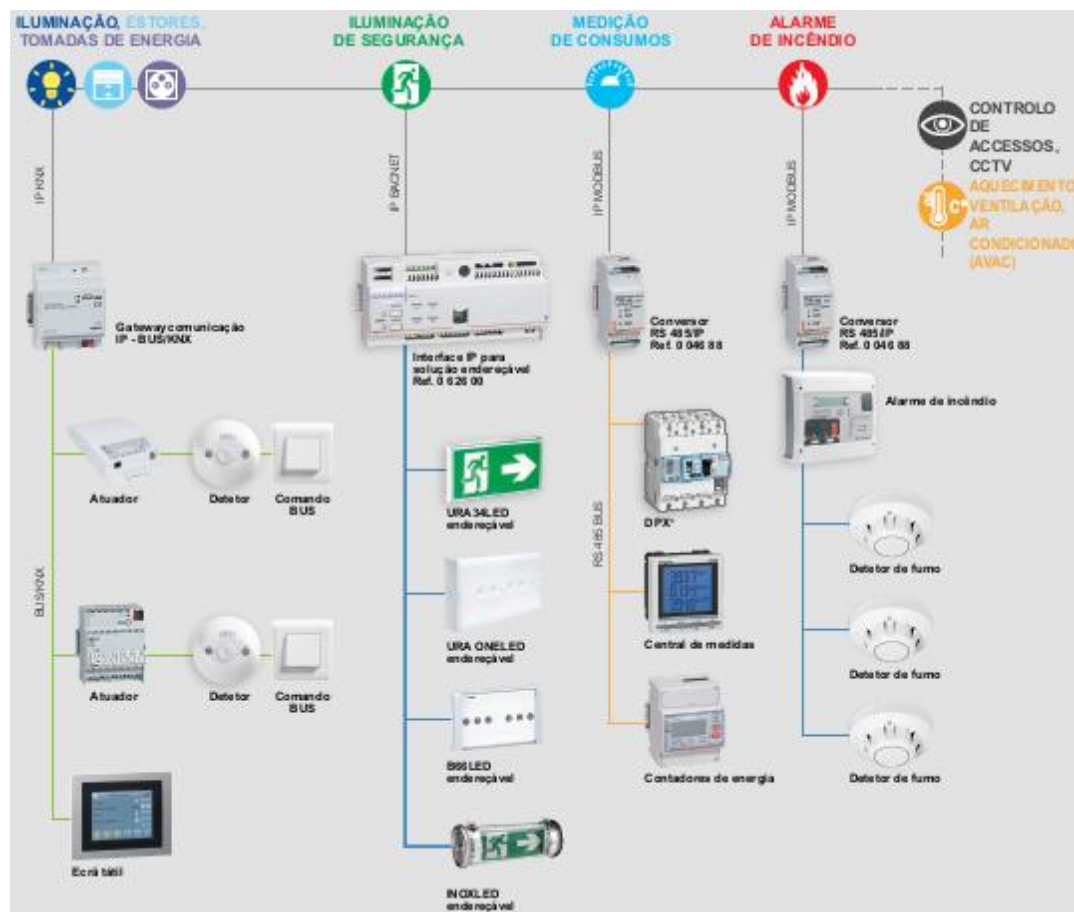 ILUMINAÇÃO, ESTORES,
TOMADAS DE ENERGIA
ILUMINAÇÃO
DE SEGURANÇA
MEDIÇÃO
DE CONSUMOS
ALARME
DE INCÊNDIO
CONTROLO
DE
ACCESSOS,
CCTV
AQUECIMENTO
VENTILAÇÃO,
AR
CONDICIONADO
(AVAC)
IP KNX
IP BACNET
IP MODBUS
IP MODBUS
Gateway comunicação
IP - BUS/KNX
Interface IP para
solução endereçável
Ref. 0 626 00
Conversor
RS 485/IP
Ref. 0 046 88
Conversor
RS 485/IP
Ref. 0 046 88
Alarme de incêndio
Atuador
Detetor
Comando
BUS
URA34LED
endereçável
RS 485 BUS
DPX³
Detetor de fumo
BUS/KNX
Atuador
Detetor
Comando
BUS
URA ONELED
endereçável
Central de medidas
Detetor de fumo
B66LED
endereçável
Contadores de energia
Detetor de fumo
Ecrã tátil
INOXLED
endereçável